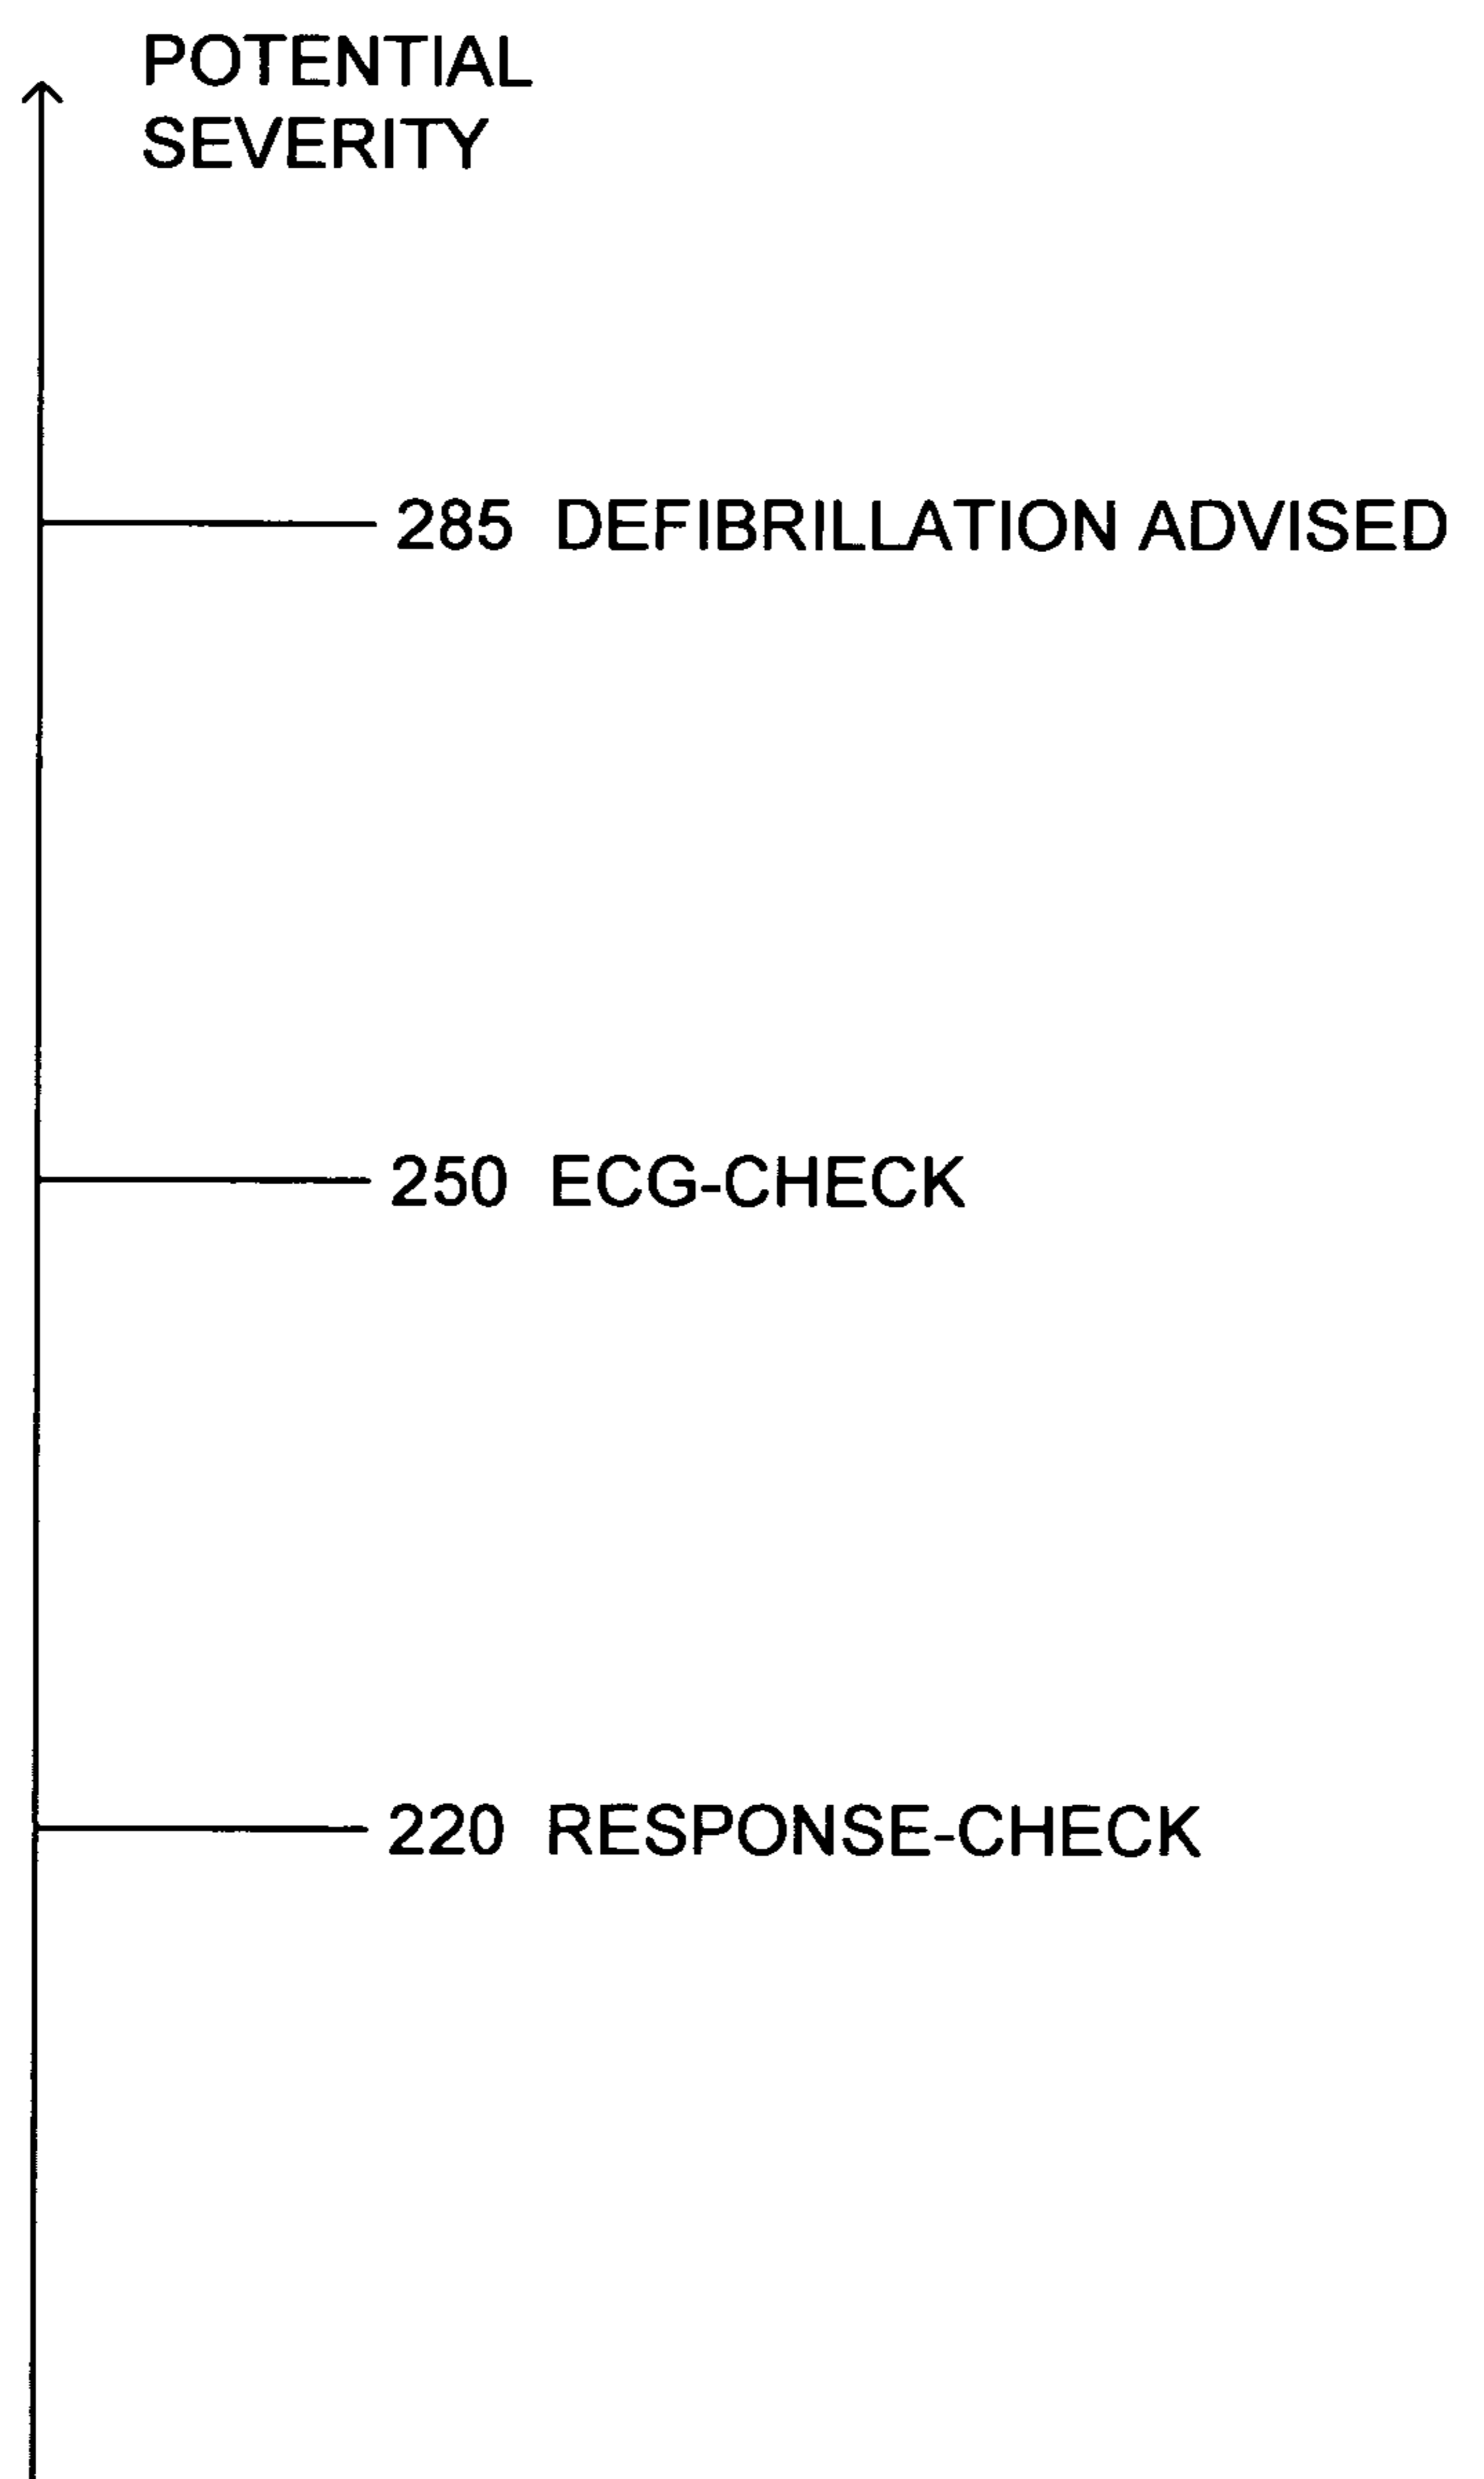 POTENTIAL
SEVERITY
285 DEFIBRILLATION ADVISED
250 ECG-CHECK
220 RESPONSE-CHECK